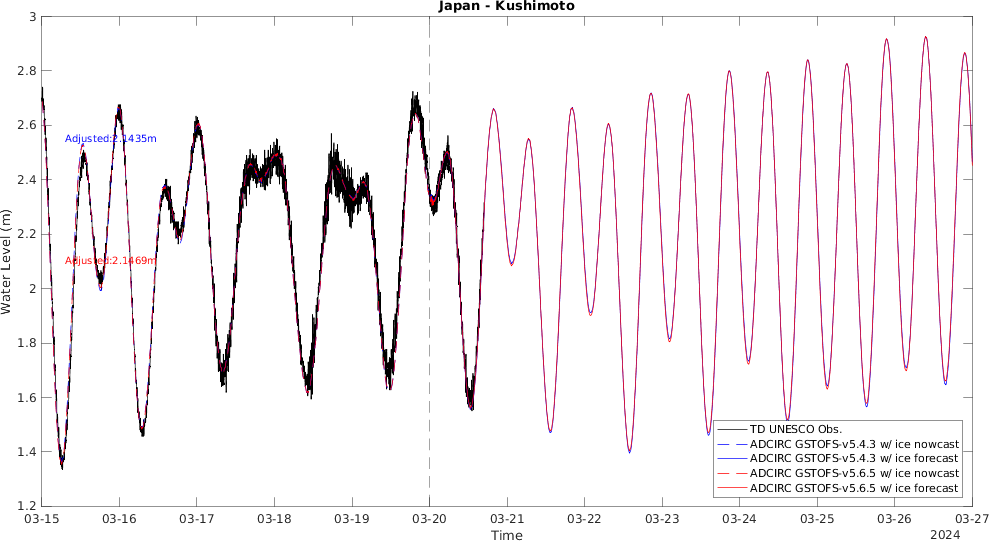 Japan - Kushimoto
3
2.8
2.6
2.4
2.2
2
1.8
1.6
1.4
1.2
Water Level (m)
Adjusted:2.1435m
Adjusted:2.1469m
TD UNESCO Obs.
ADCIRC GSTOFS-v5.4.3 w/ ice nowcast
ADCIRC GSTOFS-v5.4.3 w/ ice forecast
ADCIRC GSTOFS-v5.6.5 w/ ice nowcast
ADCIRC GSTOFS-v5.6.5 w/ ice forecast
03-15 03-16 03-17 03-18 03-19 03-20 03-21 03-22 03-23 03-24 03-25 03-26 03-27
Time
2024